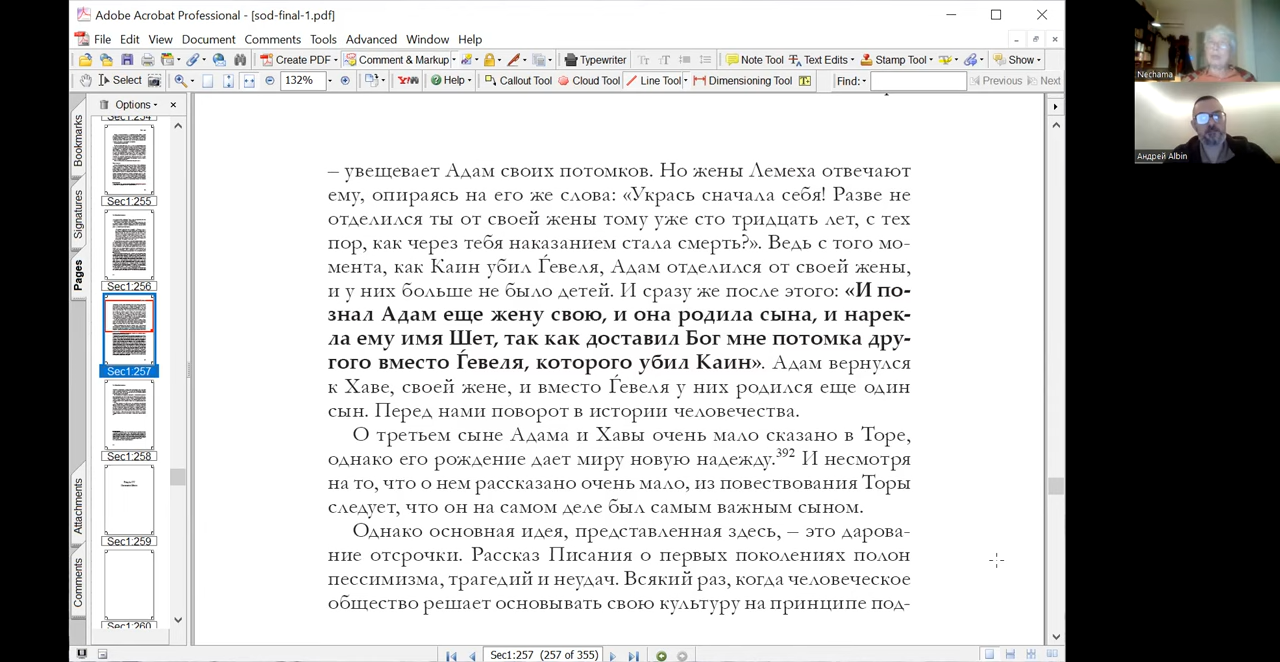 Adobe Acrobat Professional - [sod-final-1.pdf]
File Edit View Document Comments Tools Advanced Window Help
Create PDF Comment & Markup Typewriter Note Tool Text Edits Stamp Tool Show
Select 132% Help Callout Tool Cloud Tool Line Tool Dimensioning Tool Find: Previous Next
Options
Bookmarks
Signatures
Pages
Attachments
Comments
Sec1:254
Sec1:255
Sec1:256
Sec1:257
Sec1:258
Sec1:259
Sec1:260
– увещевает Адам своих потомков. Но жены Лемеха отвечают
ему, опираясь на его же слова: «Укрась сначала себя! Разве не
отделился ты от своей жены тому уже сто тридцать лет, с тех
пор, как через тебя наказанием стала смерть?». Ведь с того мо-
мента, как Каин убил Ѓевеля, Адам отделился от своей жены,
и у них больше не было детей. И сразу же после этого: «И по-
знал Адам еще жену свою, и она родила сына, и нарек-
ла ему имя Шет, так как доставил Бог мне потомка дру-
гого вместо Ѓевеля, которого убил Каин». Адам вернулся
к Хаве, своей жене, и вместо Ѓевеля у них родился еще один
сын. Перед нами поворот в истории человечества.
О третьем сыне Адама и Хавы очень мало сказано в Торе,
однако его рождение дает миру новую надежду.392 И несмотря
на то, что о нем рассказано очень мало, из повествования Торы
следует, что он на самом деле был самым важным сыном.
Однако основная идея, представленная здесь, – это дарова-
ние отсрочки. Рассказ Писания о первых поколениях полон
пессимизма, трагедий и неудач. Всякий раз, когда человеческое
общество решает основывать свою культуру на принципе под-
Sec1:257 (257 of 355)
Nechama
Андрей Albin